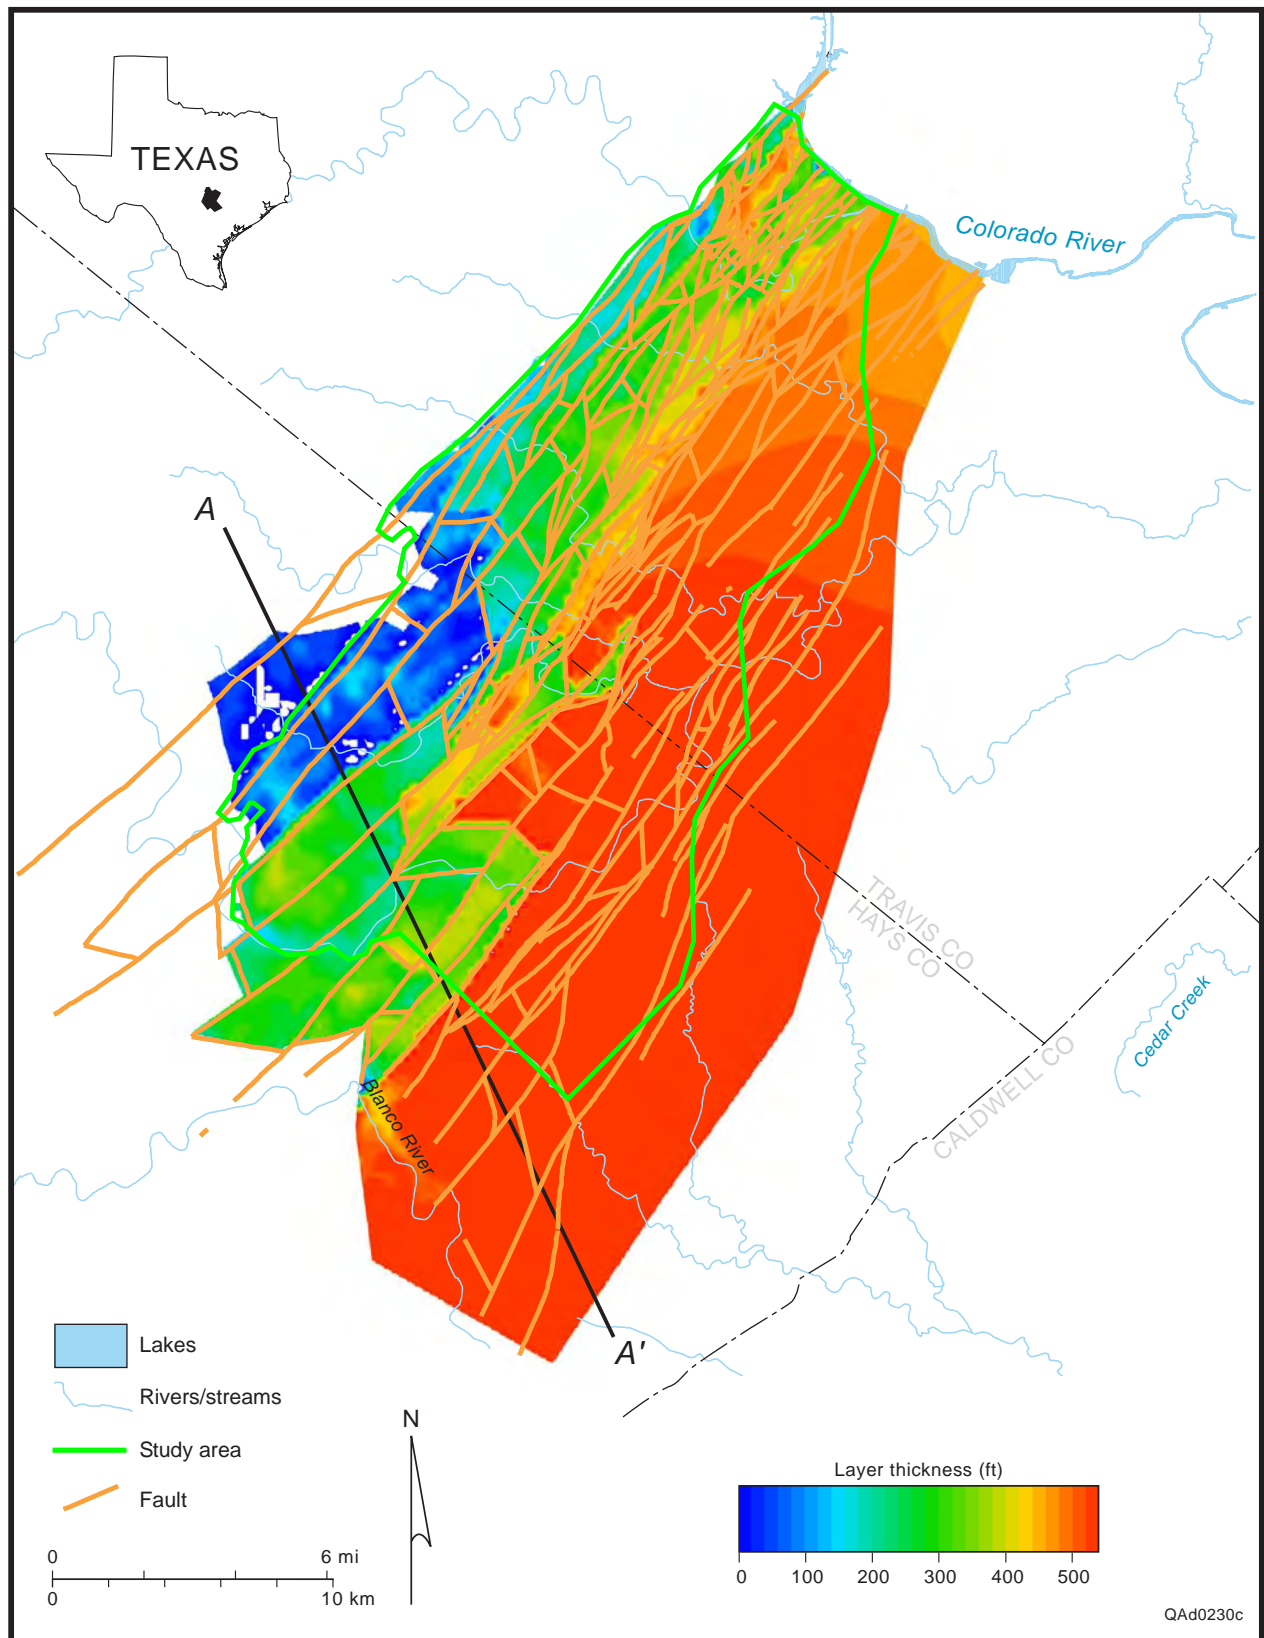 TEXAS
Colorado River
A
TRAVIS CO
HAYS CO
Cedar Creek
CALDWELL CO
Blanco River
A'
Lakes
Rivers/streams
Study area
Fault
N
0 6 mi
0 10 km
Layer thickness (ft)
0 100 200 300 400 500
QAd0230c